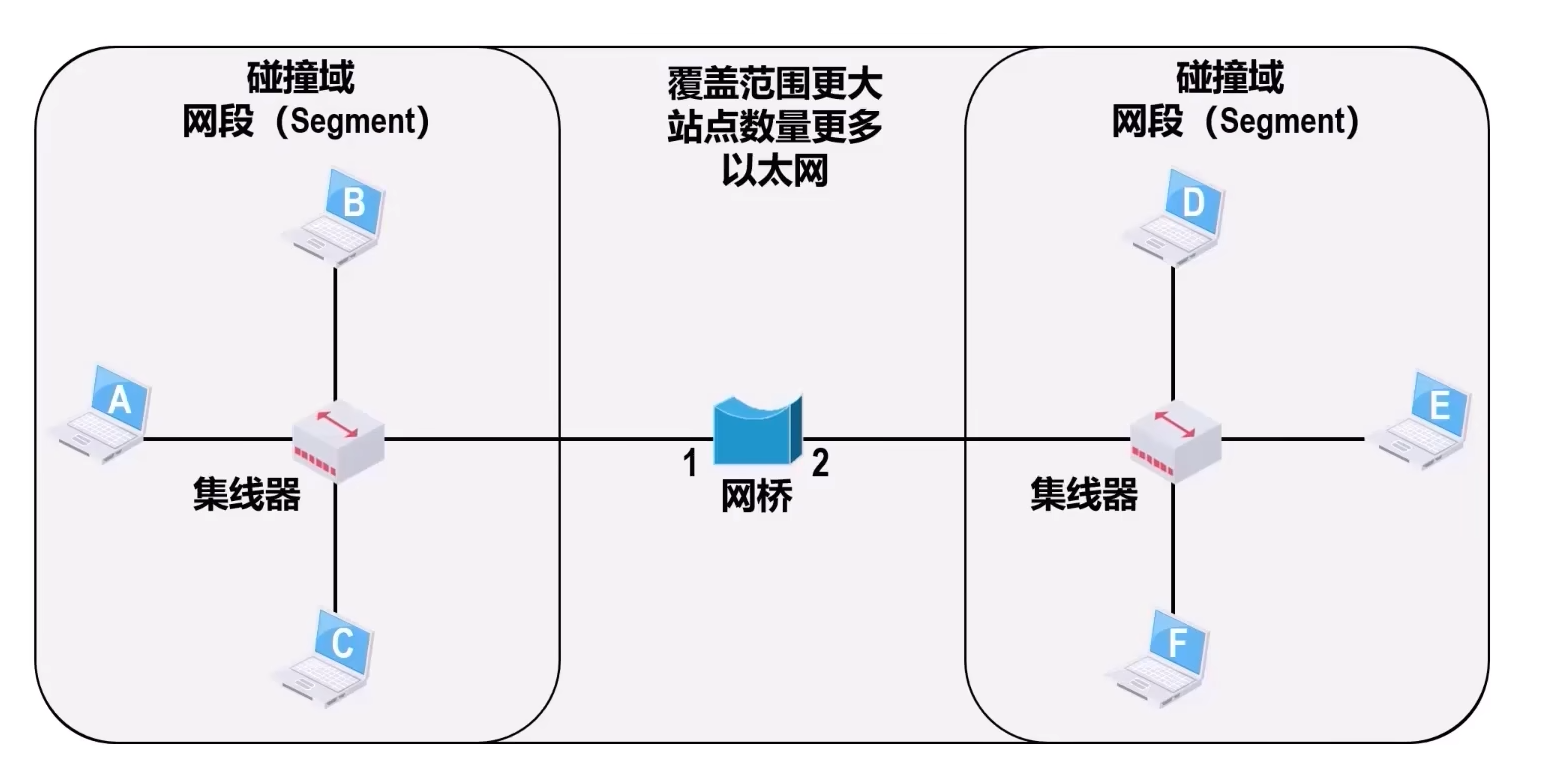 碰撞域
网段（Segment）
覆盖范围更大
站点数量更多
以太网
碰撞域
网段（Segment）
B
D
A
E
1
2
集线器
网桥
集线器
C
F